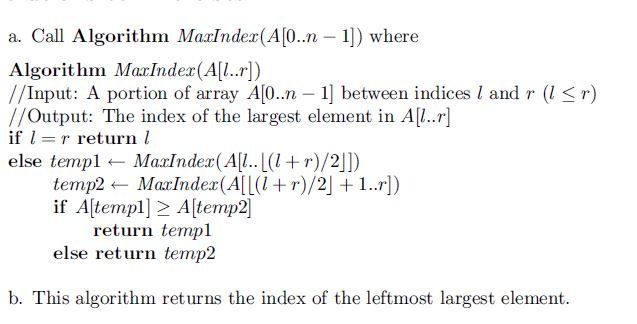 a. Call Algorithm MaxIndex(A[0..n − 1]) where
Algorithm MaxIndex(A[l..r])
//Input: A portion of array A[0..n − 1] between indices l and r (l ≤ r)
//Output: The index of the largest element in A[l..r]
if l = r return l
else temp1 ← MaxIndex(A[l..⌊(l + r)/2⌋])
temp2 ← MaxIndex(A[⌊(l + r)/2⌋ + 1..r])
if A[temp1] ≥ A[temp2]
return temp1
else return temp2
b. This algorithm returns the index of the leftmost largest element.